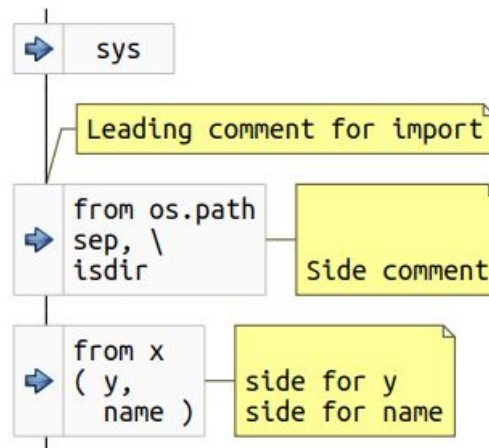 sys
Leading comment for import
from os.path
sep, \
isdir
Side comment
from x
( y,
name )
side for y
side for name